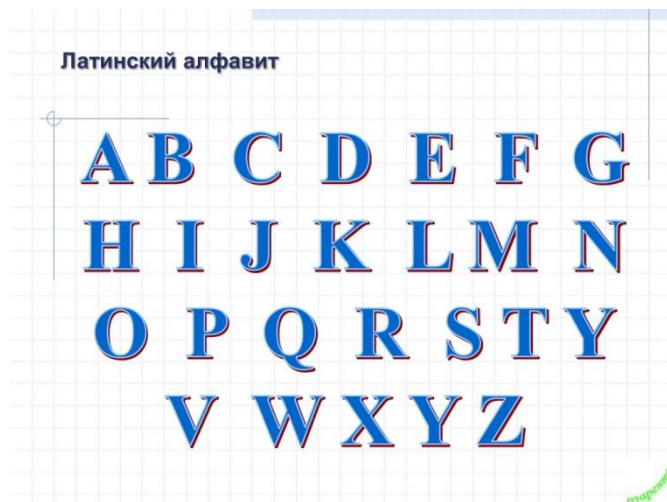 Латинский алфавит
A B C D E F G
H I J K L M N
O P Q R S T Y
V W X Y Z